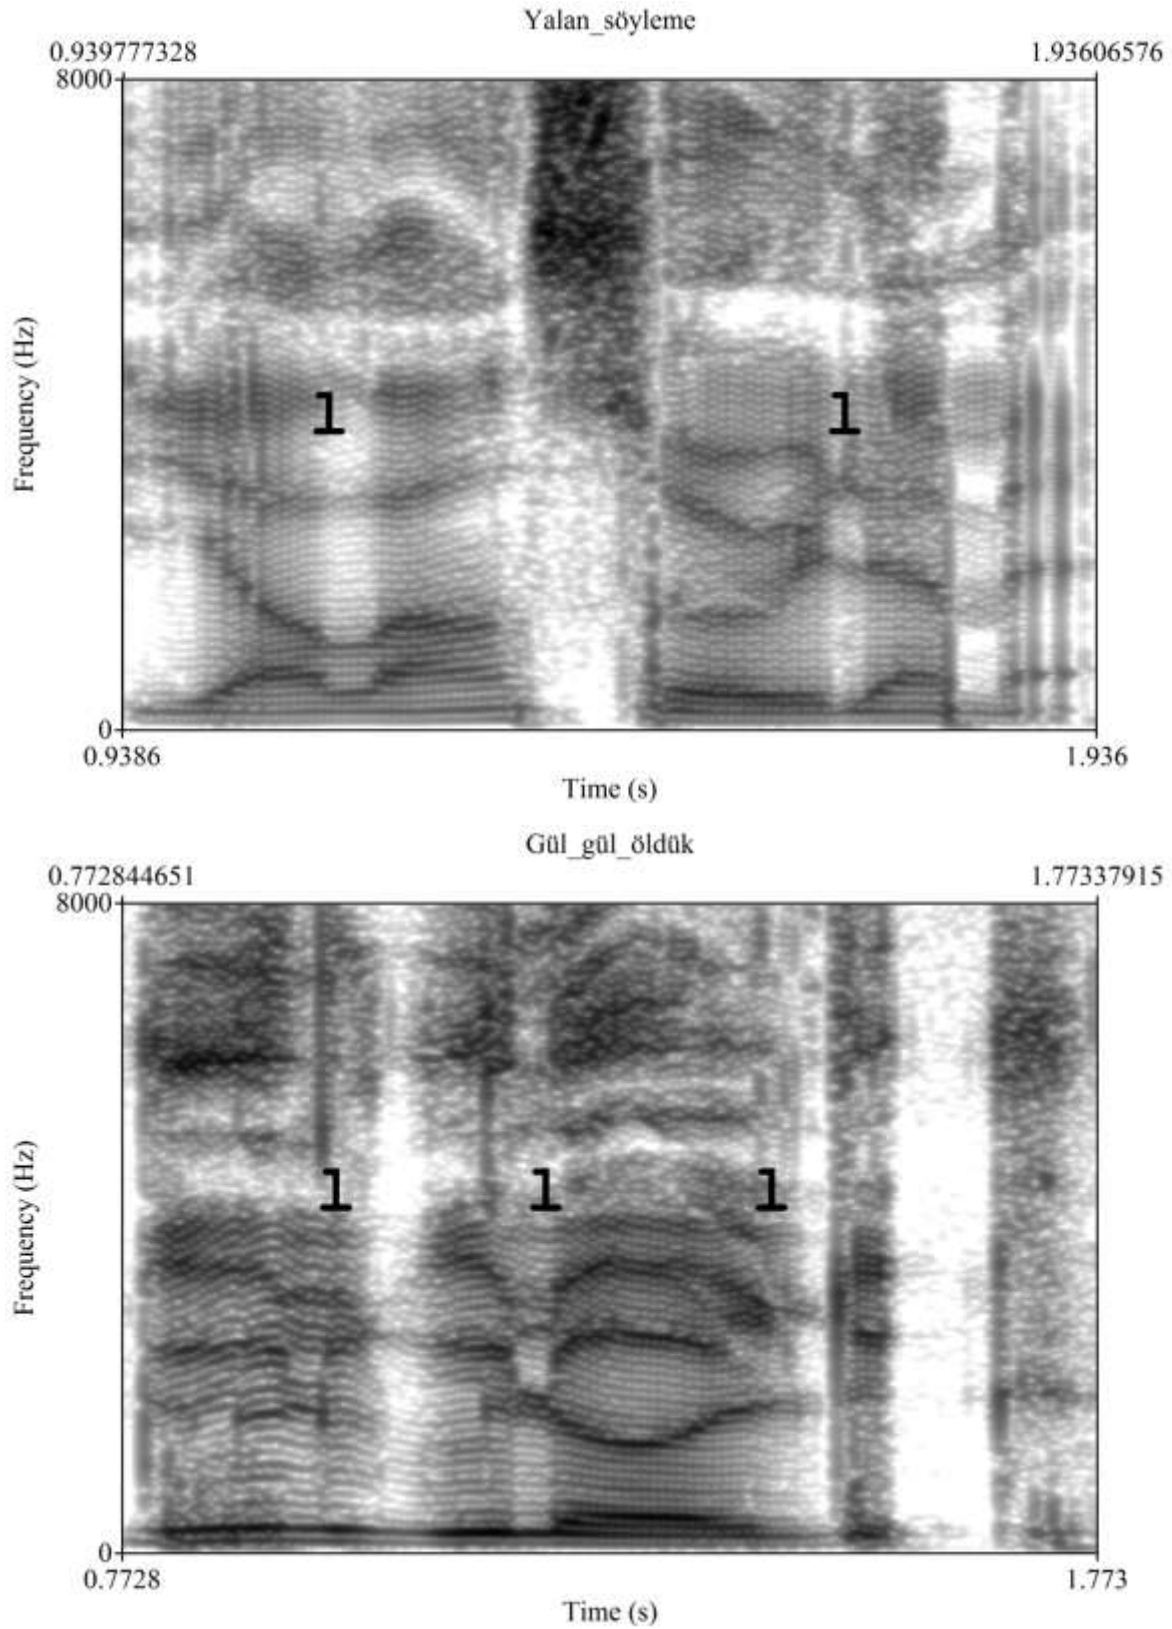 Yalan_söyleme
0.939777328 1.93606576
8000
Frequency (Hz)
l l
0
0.9386 1.936
Time (s)
Gül_gül_öldük
0.772844651 1.77337915
8000
Frequency (Hz)
l l l
0
0.7728 1.773
Time (s)